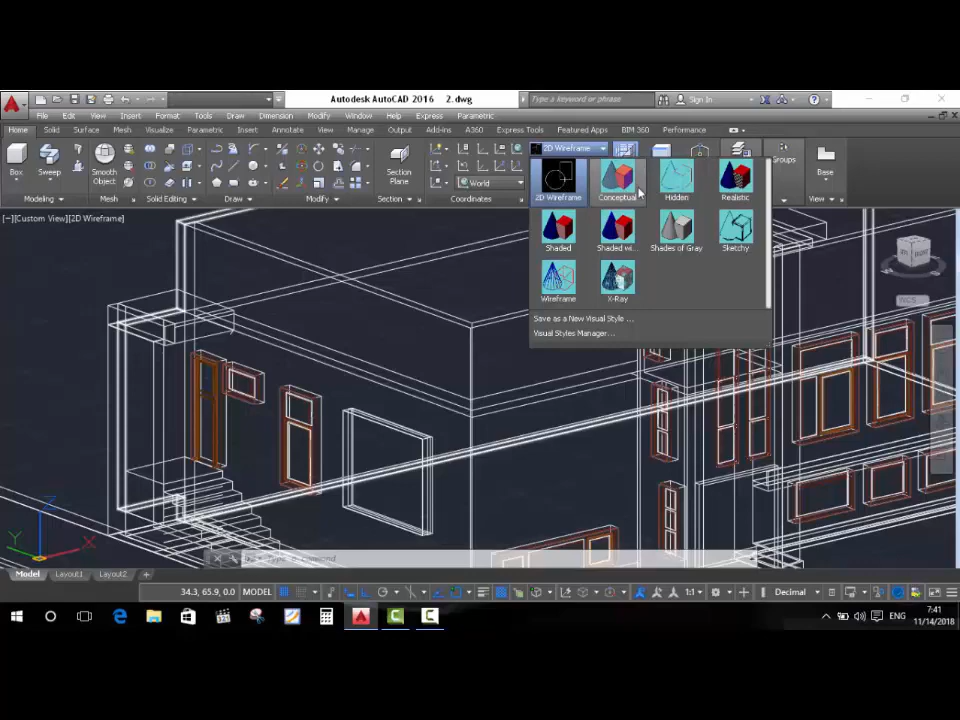 Autodesk AutoCAD 2016 2.dwg
Type a keyword or phrase
Sign In
File Edit View Insert Format Tools Draw Dimension Modify Window Help Express Parametric
Home Solid Surface Mesh Visualize Parametric Insert Annotate View Manage Output Add-ins A360 Express Tools Featured Apps BIM 360 Performance
2D Wireframe
Box Sweep Smooth
Object
Section
Plane
World
Groups
Base
Modeling Mesh Solid Editing Draw Modify Section Coordinates View
2D Wireframe Conceptual Hidden Realistic
Shaded Shaded wi... Shades of Gray Sketchy
Wireframe X-Ray
Save as a New Visual Style ...
Visual Styles Manager...
[−][Custom View][2D Wireframe]
WCS
Z
Y X
Model Layout1 Layout2 +
34.3, 65.9, 0.0 MODEL 1:1 Decimal
ENG 7:41
11/14/2018